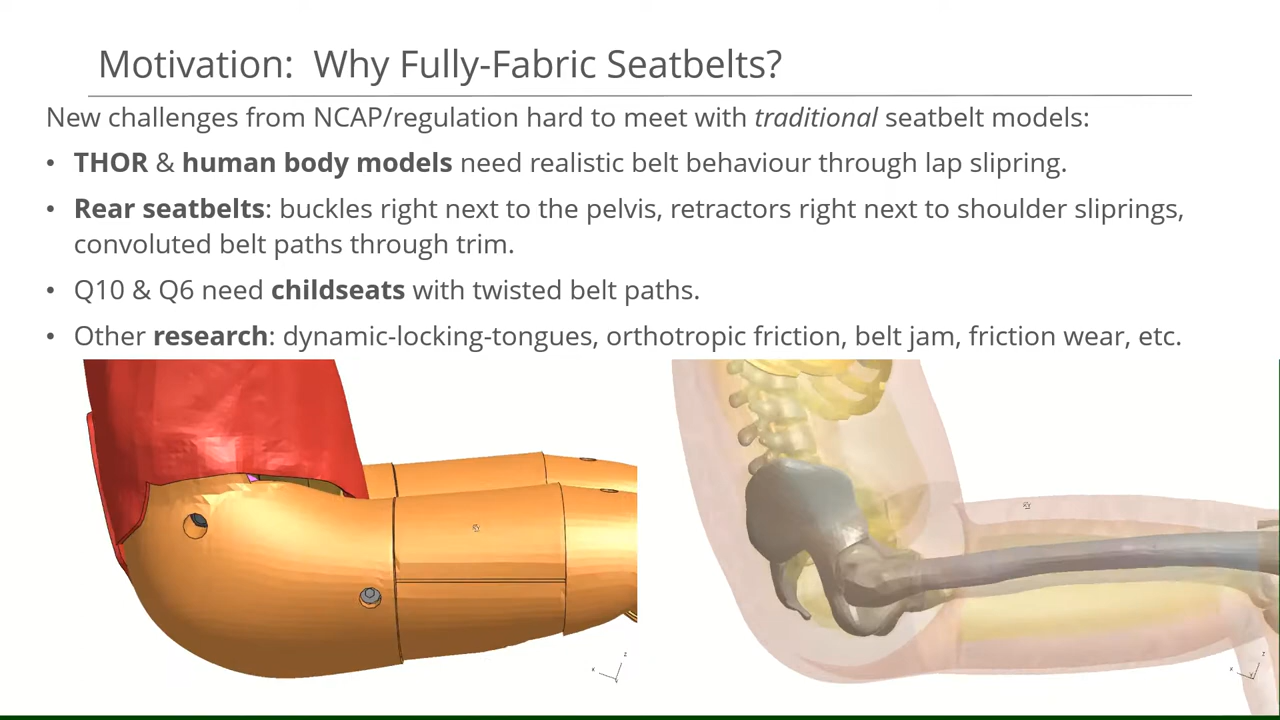 Motivation:  Why Fully-Fabric Seatbelts?
New challenges from NCAP/regulation hard to meet with traditional seatbelt models:
• THOR & human body models need realistic belt behaviour through lap slipring.
• Rear seatbelts: buckles right next to the pelvis, retractors right next to shoulder sliprings,
convoluted belt paths through trim.
• Q10 & Q6 need childseats with twisted belt paths.
• Other research: dynamic-locking-tongues, orthotropic friction, belt jam, friction wear, etc.